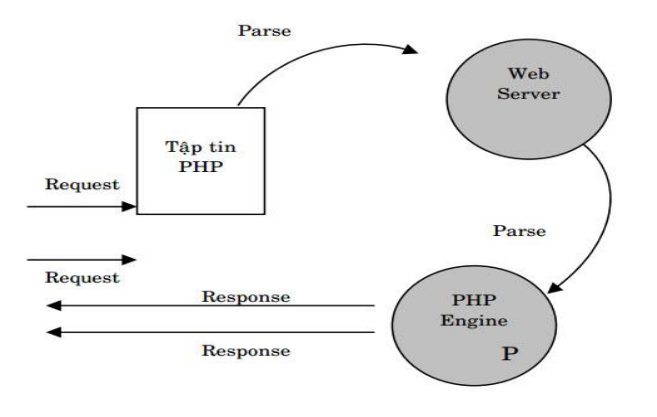 Parse
Web
Server
Tập tin
PHP
Request
Parse
Request
Response
PHP
Engine
P
Response